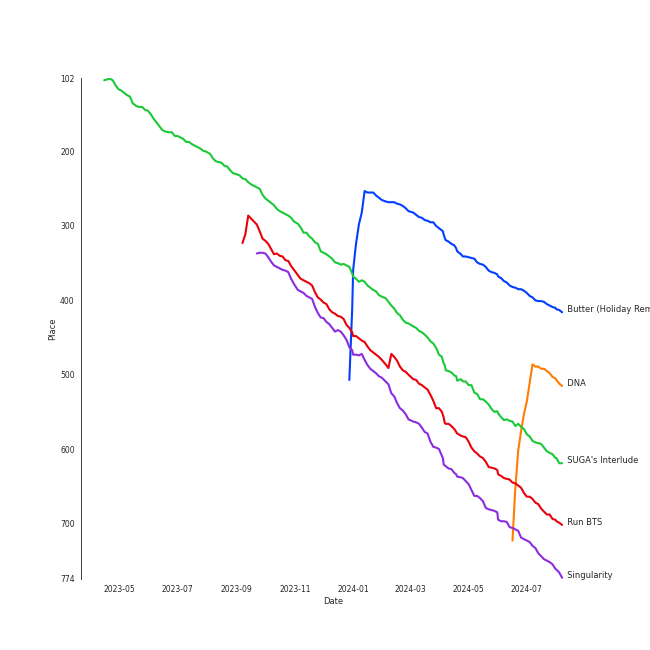 102
200
300
400
500
600
700
774
Place
2023-05
2023-07
2023-09
2023-11
2024-01
2024-03
2024-05
2024-07
Date
Butter (Holiday Rem
DNA
SUGA's Interlude
Run BTS
Singularity